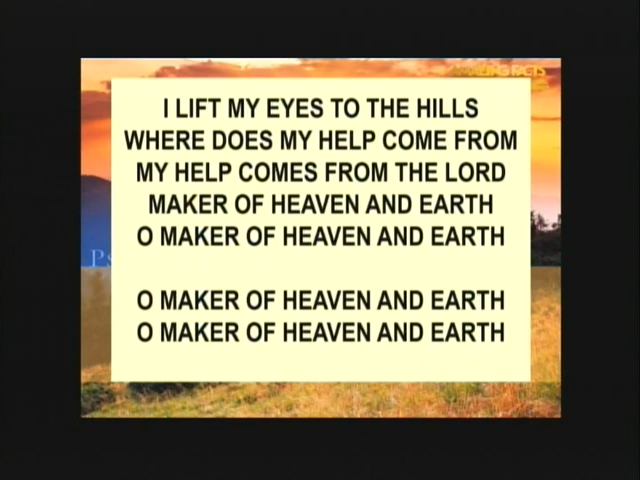 I LIFT MY EYES TO THE HILLS
WHERE DOES MY HELP COME FROM
MY HELP COMES FROM THE LORD
MAKER OF HEAVEN AND EARTH
O MAKER OF HEAVEN AND EARTH
O MAKER OF HEAVEN AND EARTH
O MAKER OF HEAVEN AND EARTH
Ps